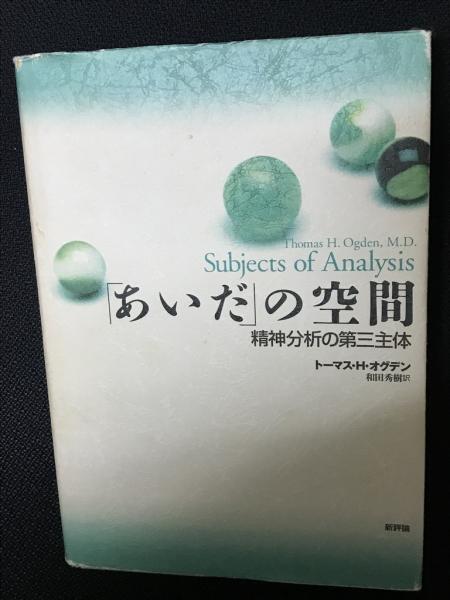 Thomas H. Ogden, M.D.
Subjects of Analysis
「あいだ」の空間
精神分析の第三主体
トーマス・H・オグデン
和田秀樹訳
新評論